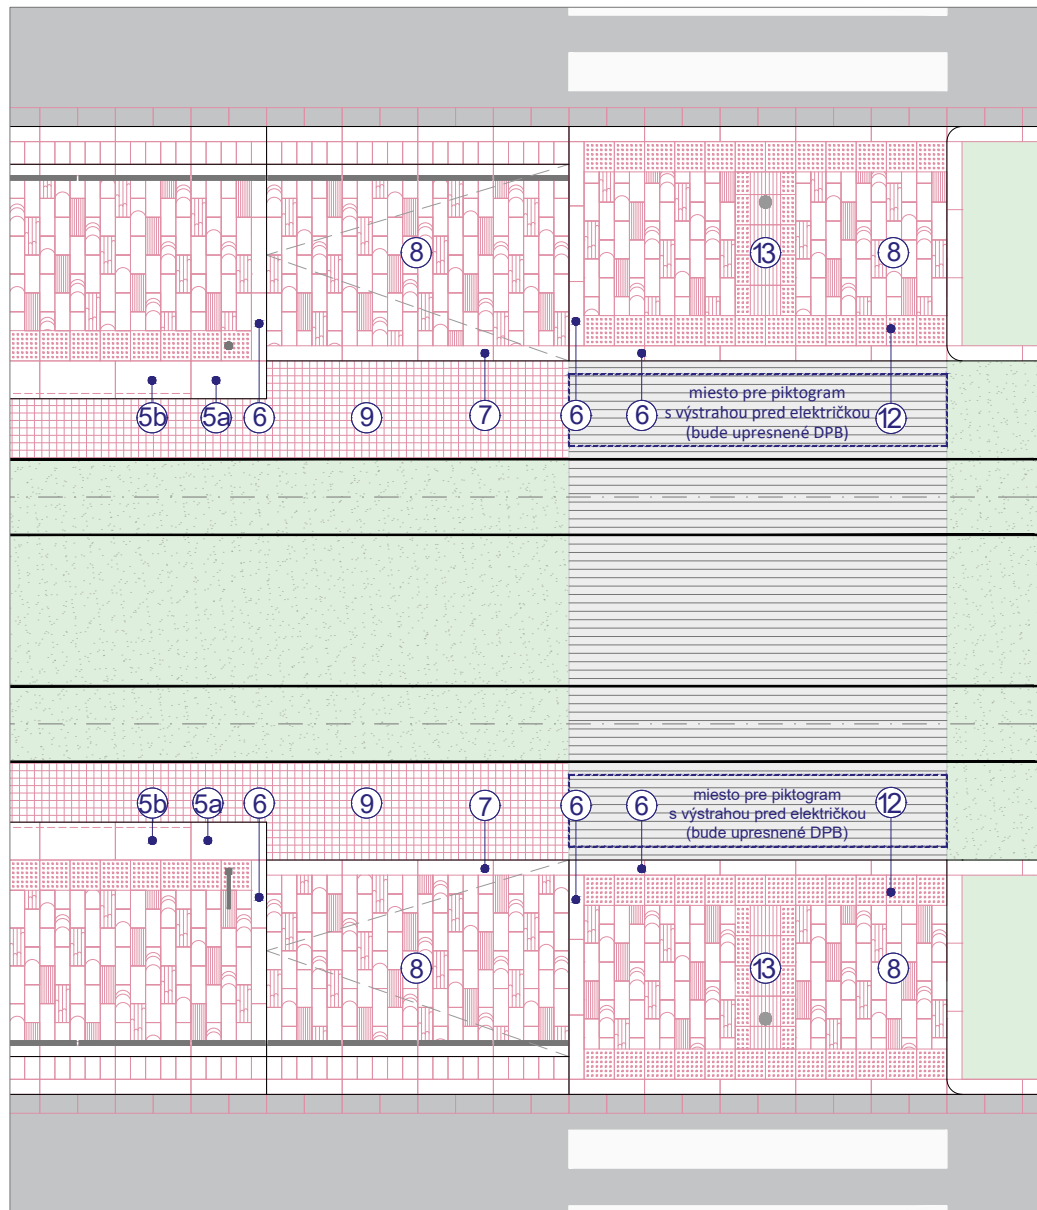 8
13
8
5b
5a
6
9
7
6
6
miesto pre piktogram
s výstrahou pred električkou
(bude upresnené DPB)
12
5b
5a
6
9
7
6
6
miesto pre piktogram
s výstrahou pred električkou
(bude upresnené DPB)
12
8
13
8